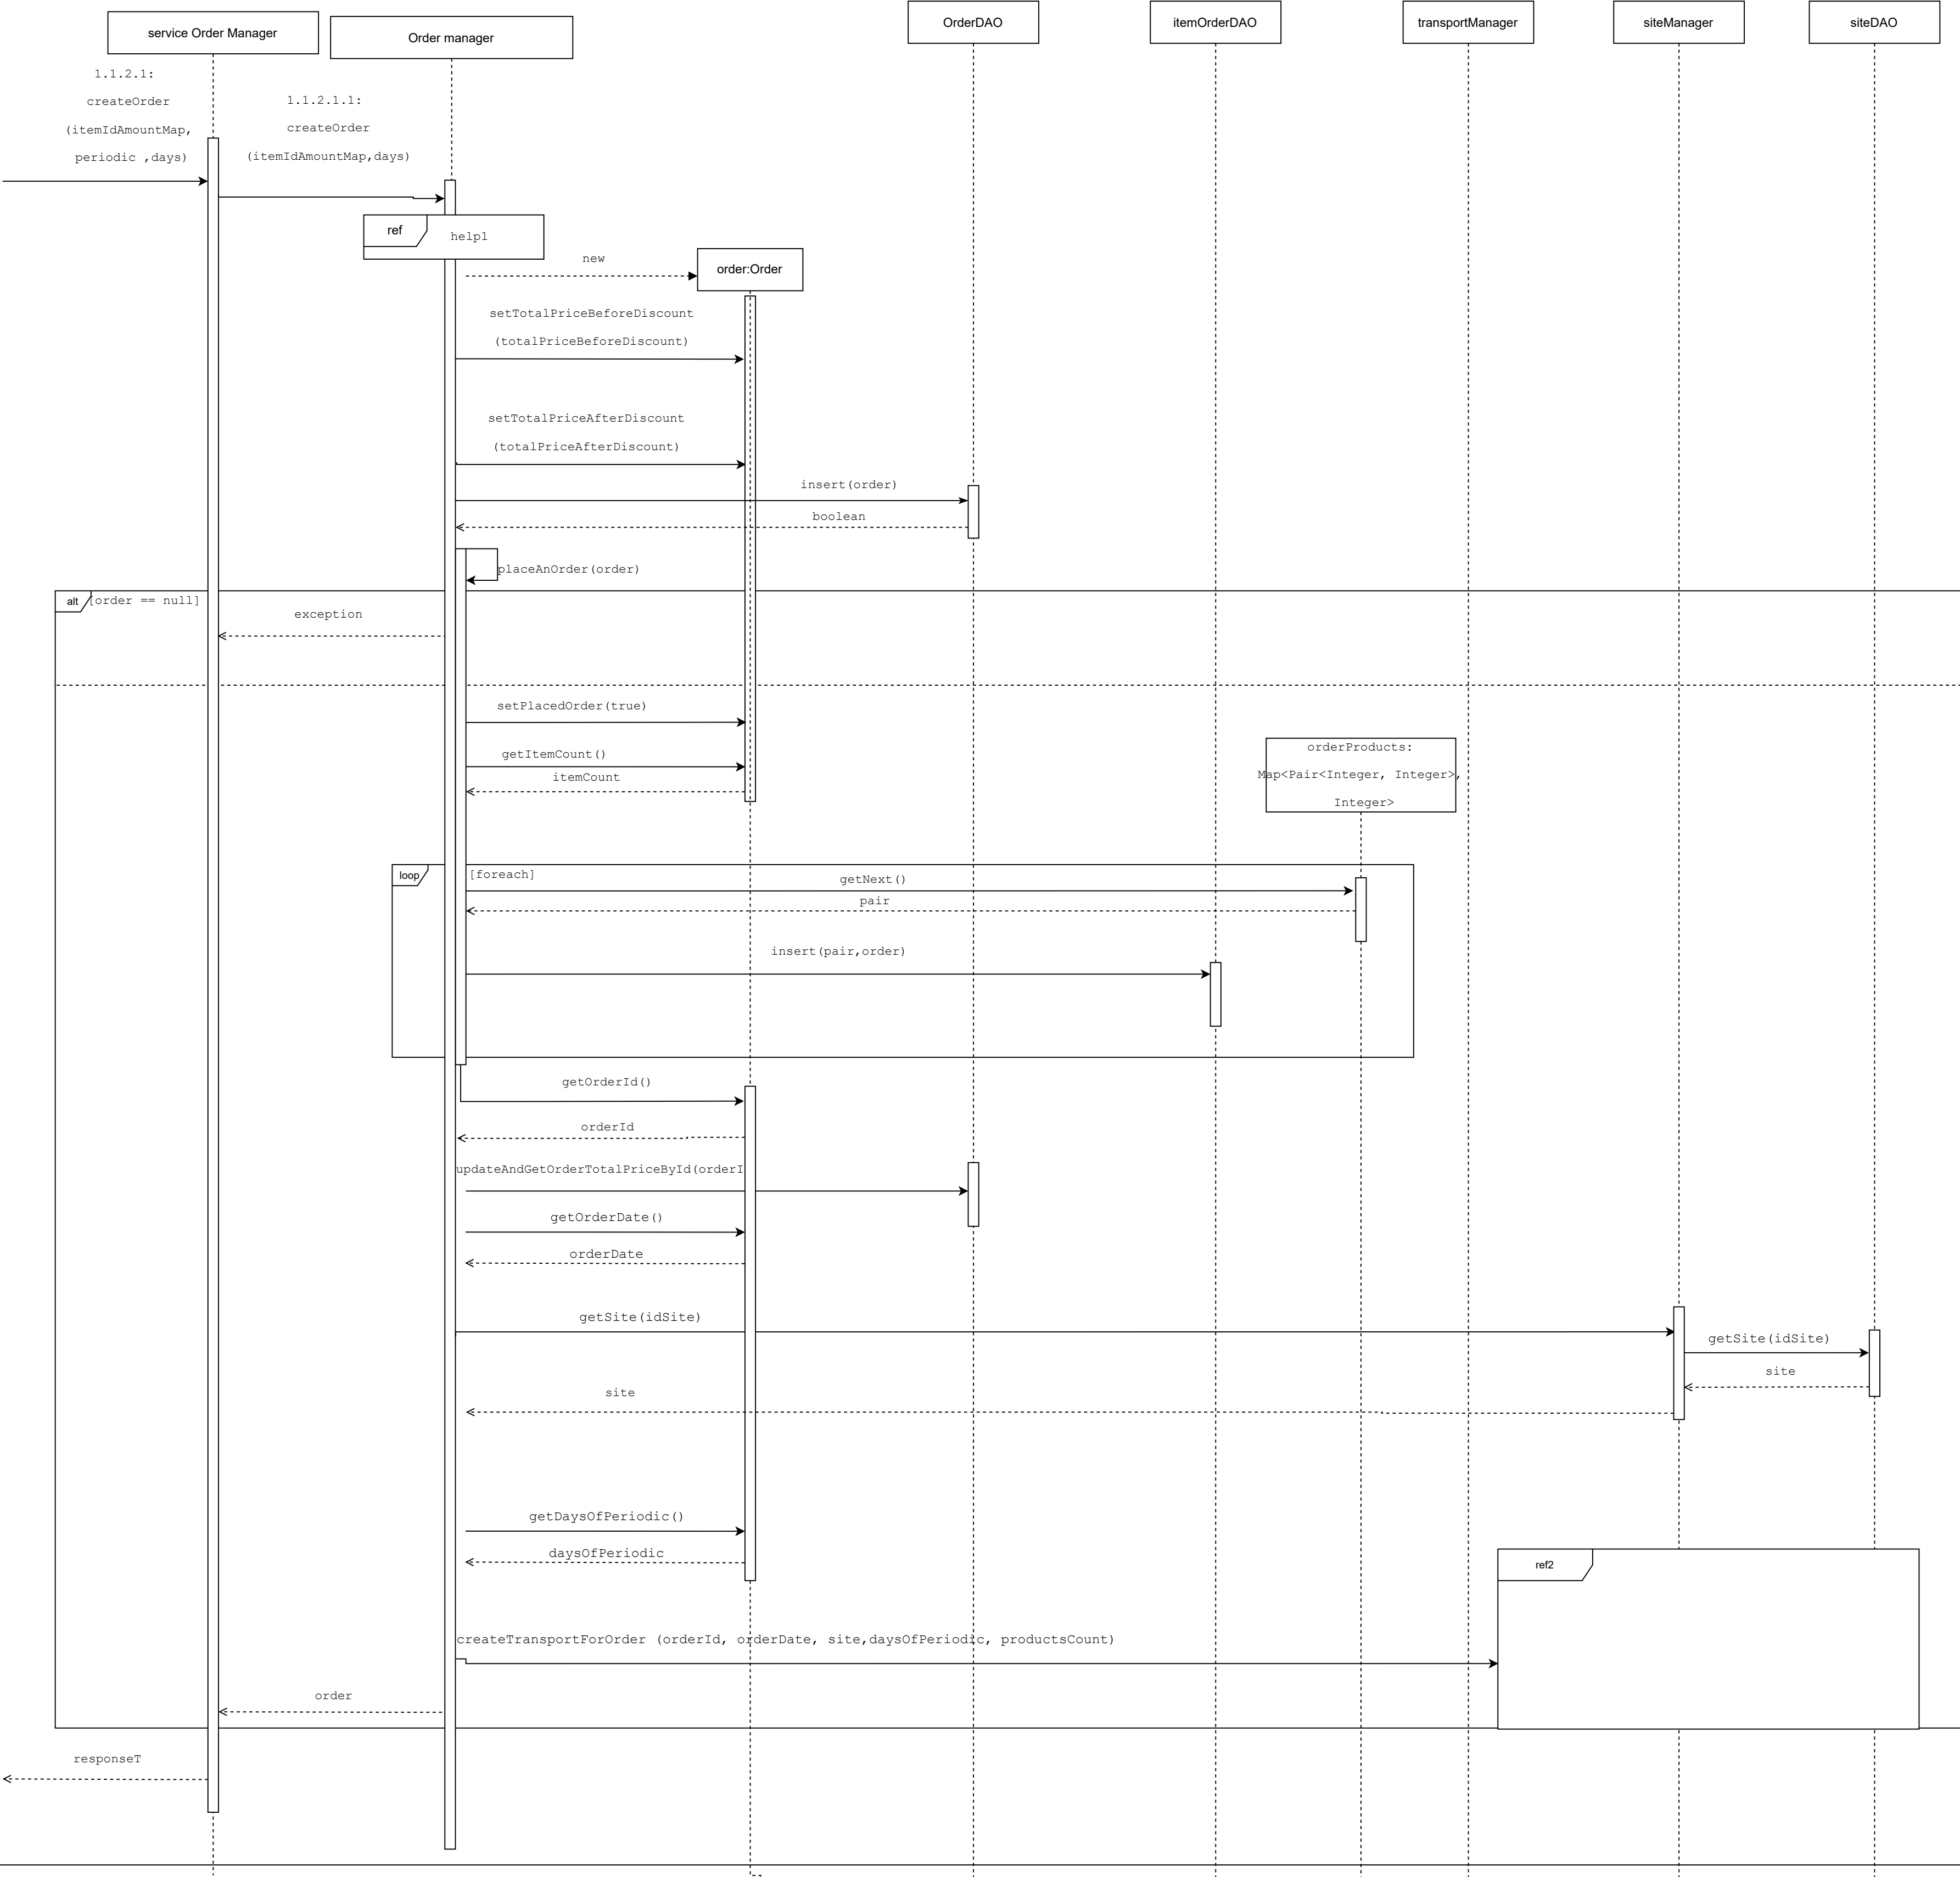 service Order Manager
Order manager
OrderDAO
itemOrderDAO
transportManager
siteManager
siteDAO
1.1.2.1:
createOrder
(itemIdAmountMap,
periodic ,days)
1.1.2.1.1:
createOrder
(itemIdAmountMap,days)
ref
help1
new
order:Order
setTotalPriceBeforeDiscount
(totalPriceBeforeDiscount)
setTotalPriceAfterDiscount
(totalPriceAfterDiscount)
insert(order)
boolean
placeAnOrder(order)
alt
[order == null]
exception
setPlacedOrder(true)
getItemCount()
itemCount
orderProducts:
Map<Pair<Integer, Integer>,
Integer>
loop
[foreach]
getNext()
pair
insert(pair,order)
getOrderId()
orderId
updateAndGetOrderTotalPriceById(orderI
getOrderDate()
orderDate
getSite(idSite)
getSite(idSite)
site
site
getDaysOfPeriodic()
daysOfPeriodic
ref2
createTransportForOrder (orderId, orderDate, site,daysOfPeriodic, productsCount)
order
responseT